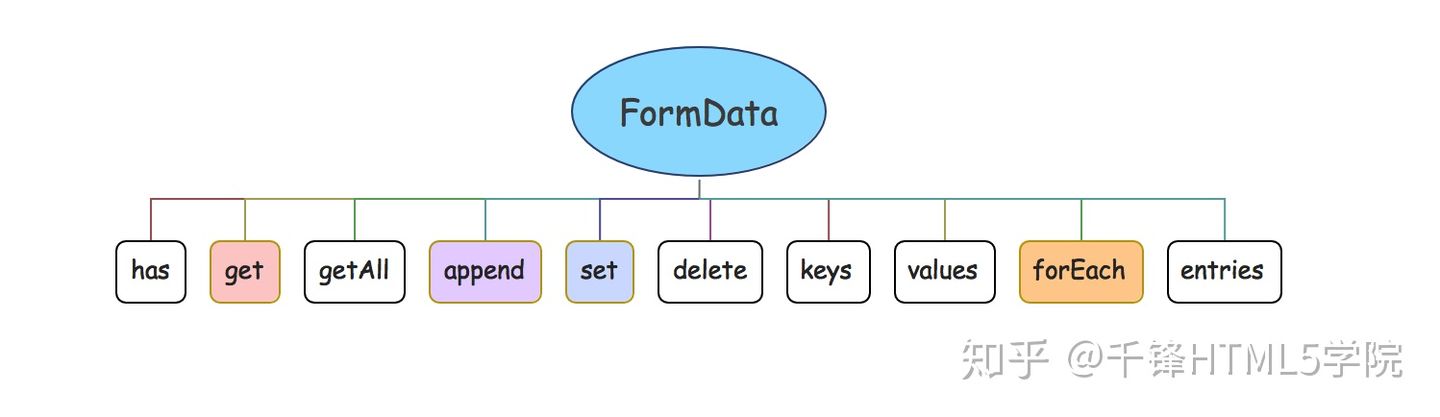 FormData
has get getAll append set delete keys values forEach entries
知乎 @千锋HTML5学院